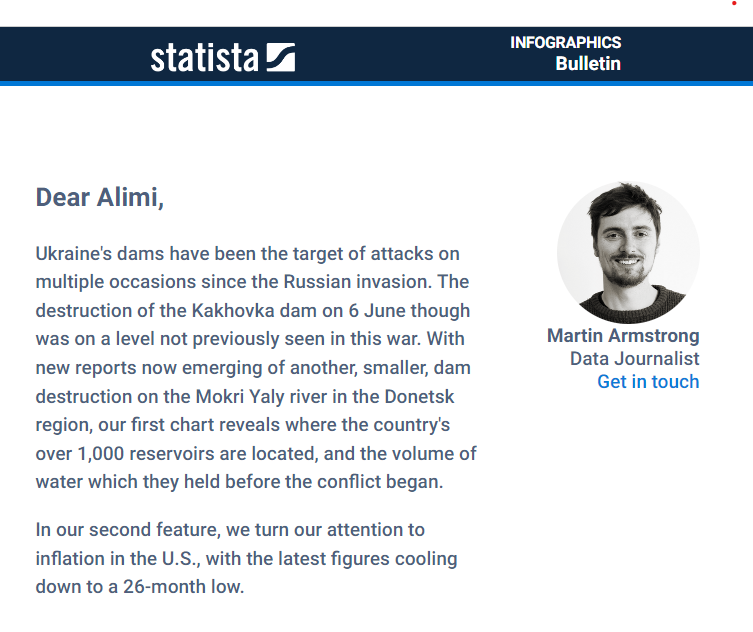 statista
INFOGRAPHICS
Bulletin
Dear Alimi,
Ukraine's dams have been the target of attacks on
multiple occasions since the Russian invasion. The
destruction of the Kakhovka dam on 6 June though
was on a level not previously seen in this war. With
new reports now emerging of another, smaller, dam
destruction on the Mokri Yaly river in the Donetsk
region, our first chart reveals where the country's
over 1,000 reservoirs are located, and the volume of
water which they held before the conflict began.
In our second feature, we turn our attention to
inflation in the U.S., with the latest figures cooling
down to a 26-month low.
Martin Armstrong
Data Journalist
Get in touch